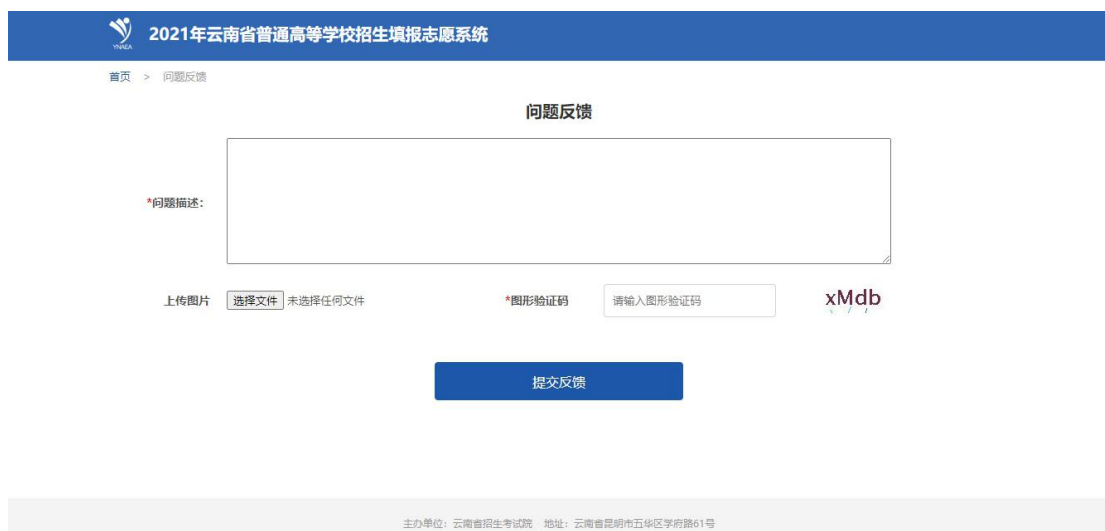 YNAEA
2021年云南省普通高等学校招生填报志愿系统
首页 > 问题反馈
问题反馈
*问题描述：
上传图片 选择文件 未选择任何文件 *图形验证码 请输入图形验证码 xMdb
提交反馈
主办单位：云南省招生考试院 地址：云南省昆明市五华区学府路61号